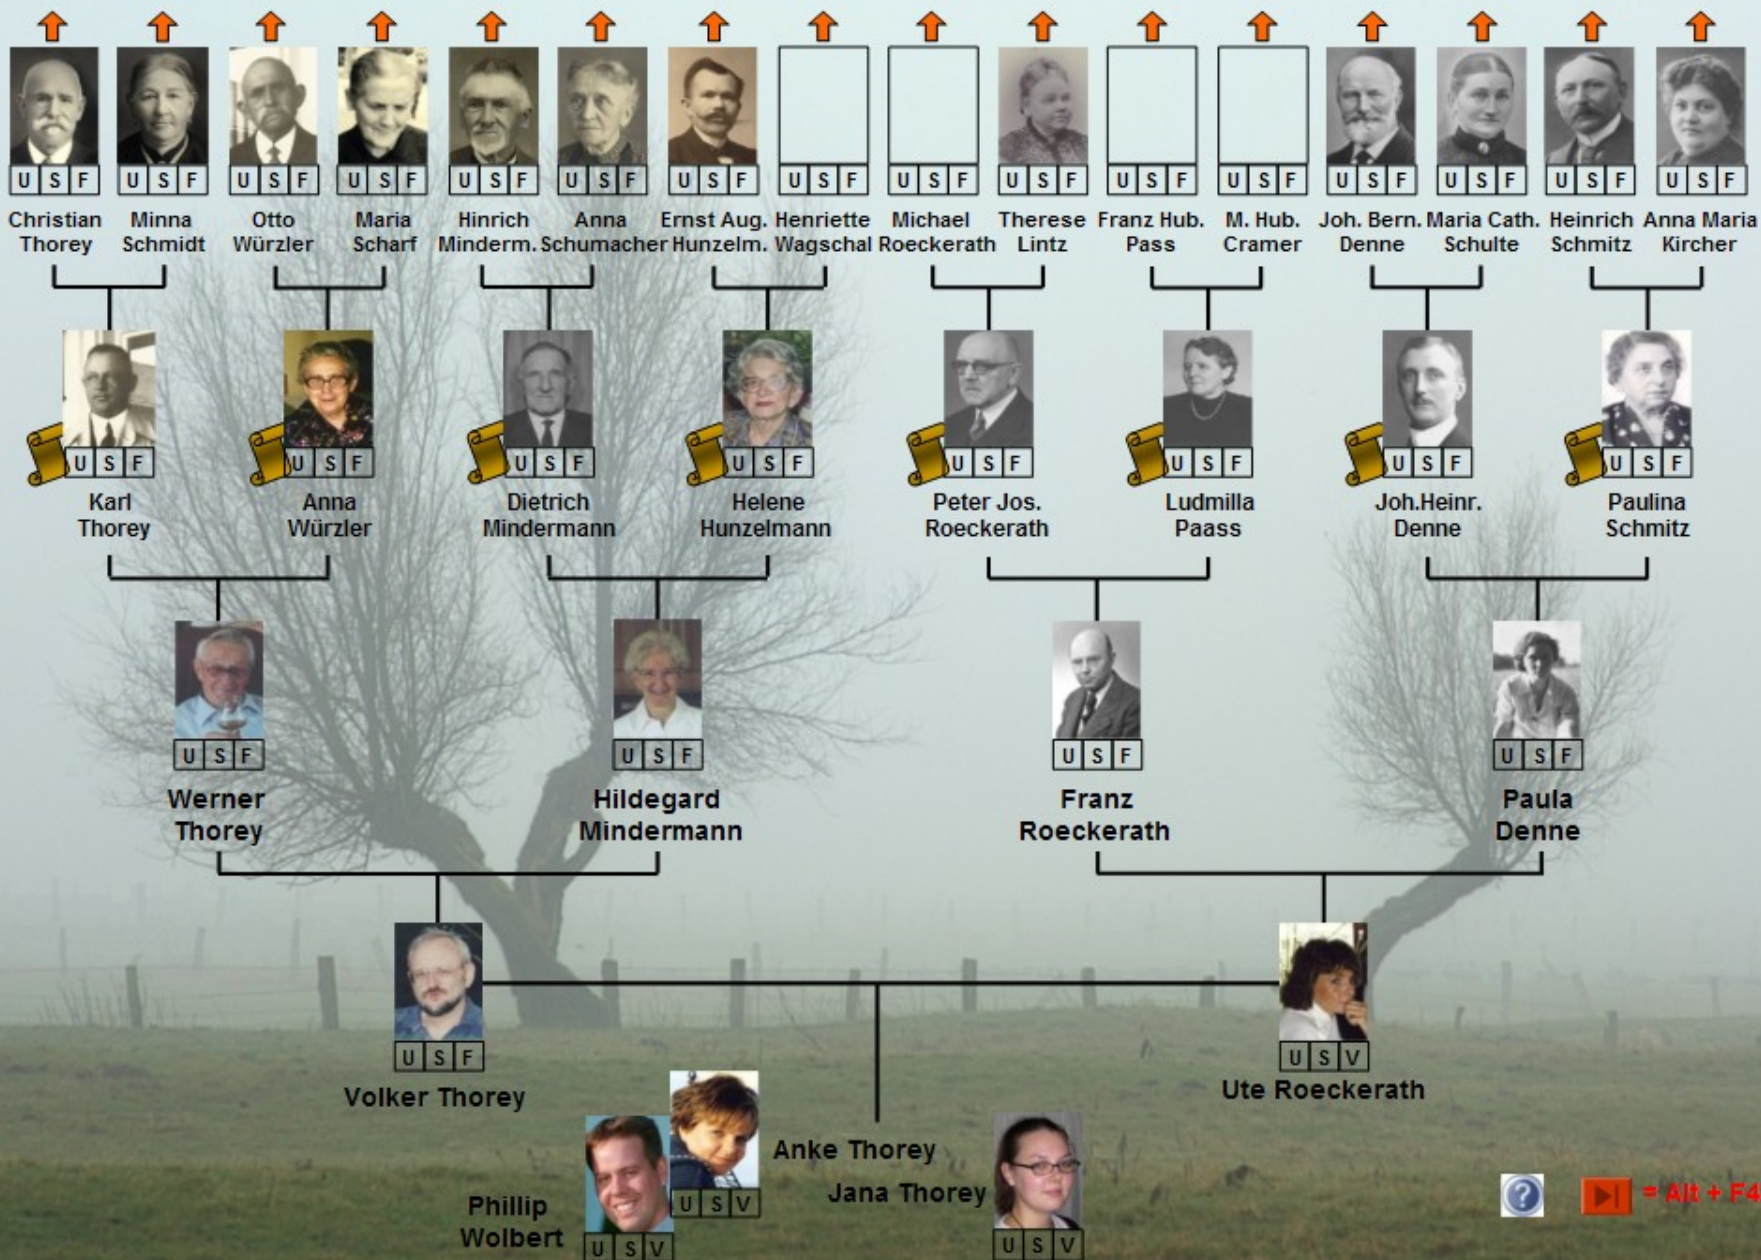 U S F U S F U S F U S F U S F U S F U S F U S F U S F U S F U S F U S F U S F U S F U S F U S F
Christian Minna Otto Maria Hinrich Anna Ernst Aug. Henriette Michael Therese Franz Hub. M. Hub. Joh. Bern. Maria Cath. Heinrich Anna Maria
Thorey Schmidt Würzler Scharf Minderm. Schumacher Hunzelm. Wagschal Roeckerath Lintz Pass Cramer Denne Schulte Schmitz Kircher
U S F U S F U S F U S F U S F U S F U S F U S F
Karl Anna Dietrich Helene Peter Jos. Ludmilla Joh.Heinr. Paulina
Thorey Würzler Mindermann Hunzelmann Roeckerath Paass Denne Schmitz
U S F U S F U S F U S F
Werner Hildegard Franz Paula
Thorey Mindermann Roeckerath Denne
U S F U S V
Volker Thorey Ute Roeckerath
Anke Thorey
Jana Thorey
U S V
Phillip
Wolbert
U S V U S V
? = Alt + F4